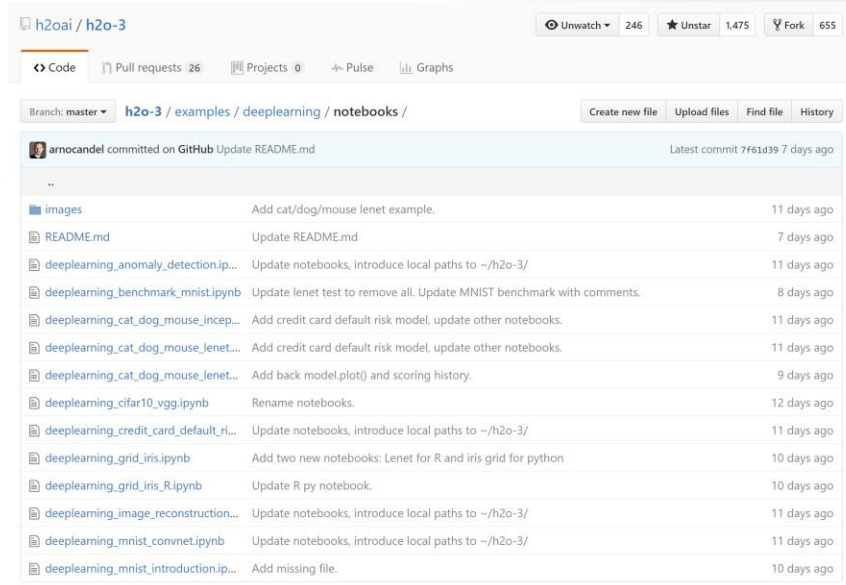 h2oai / h2o-3
Unwatch 246 Unstar 1,475 Fork 655
Code Pull requests 26 Projects 0 Pulse Graphs
Branch: master h2o-3 / examples / deeplearning / notebooks / Create new file Upload files Find file History
arnocandel committed on GitHub Update README.md Latest commit 7f61d39 7 days ago
..
images Add cat/dog/mouse lenet example. 11 days ago
README.md Update README.md 7 days ago
deeplearning_anomaly_detection.ip... Update notebooks, introduce local paths to ~/h2o-3/ 11 days ago
deeplearning_benchmark_mnist.ipynb Update lenet test to remove all. Update MNIST benchmark with comments. 8 days ago
deeplearning_cat_dog_mouse_incep... Add credit card default risk model, update other notebooks. 11 days ago
deeplearning_cat_dog_mouse_lenet.... Add credit card default risk model, update other notebooks. 11 days ago
deeplearning_cat_dog_mouse_lenet... Add back model.plot() and scoring history. 9 days ago
deeplearning_cifar10_vgg.ipynb Rename notebooks. 12 days ago
deeplearning_credit_card_default_ri... Update notebooks, introduce local paths to ~/h2o-3/ 11 days ago
deeplearning_grid_iris.ipynb Add two new notebooks: Lenet for R and iris grid for python 10 days ago
deeplearning_grid_iris_R.ipynb Update R py notebook. 10 days ago
deeplearning_image_reconstruction... Update notebooks, introduce local paths to ~/h2o-3/ 11 days ago
deeplearning_mnist_convnet.ipynb Update notebooks, introduce local paths to ~/h2o-3/ 11 days ago
deeplearning_mnist_introduction.ip... Add missing file. 10 days ago